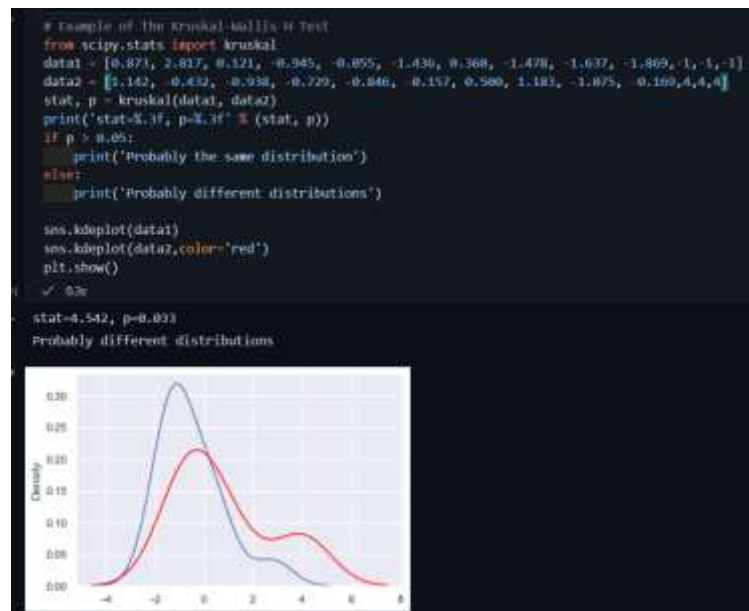 # Example of the Kruskal-Wallis H Test
from scipy.stats import kruskal
data1 = [0.873, 2.817, 0.121, -0.945, -0.055, -1.436, 0.360, -1.478, -1.637, -1.869,-1,-1,-1]
data2 = [1.142, -0.432, -0.938, -0.729, -0.846, -0.157, 0.500, 1.183, -1.075, -0.169,4,4,4]
stat, p = kruskal(data1, data2)
print('stat=%.3f, p=%.3f' % (stat, p))
if p > 0.05:
    print('Probably the same distribution')
else:
    print('Probably different distributions')
sns.kdeplot(data1)
sns.kdeplot(data2,color='red')
plt.show()
✓ 0.3s
stat=4.542, p=0.033
Probably different distributions
0.30
0.25
0.20
0.15
0.10
0.05
0.00
Density
-4 -2 0 2 4 6 8